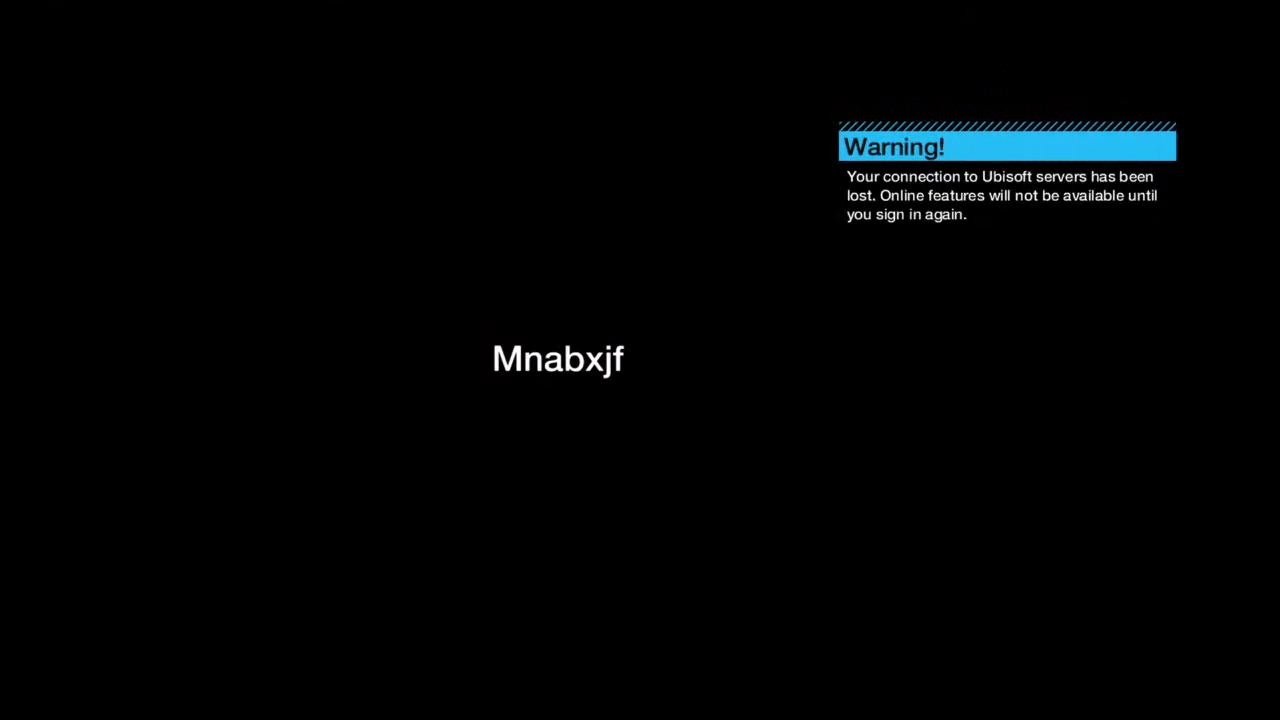 Warning!
Your connection to Ubisoft servers has been
lost. Online features will not be available until
you sign in again.
Mnabxjf